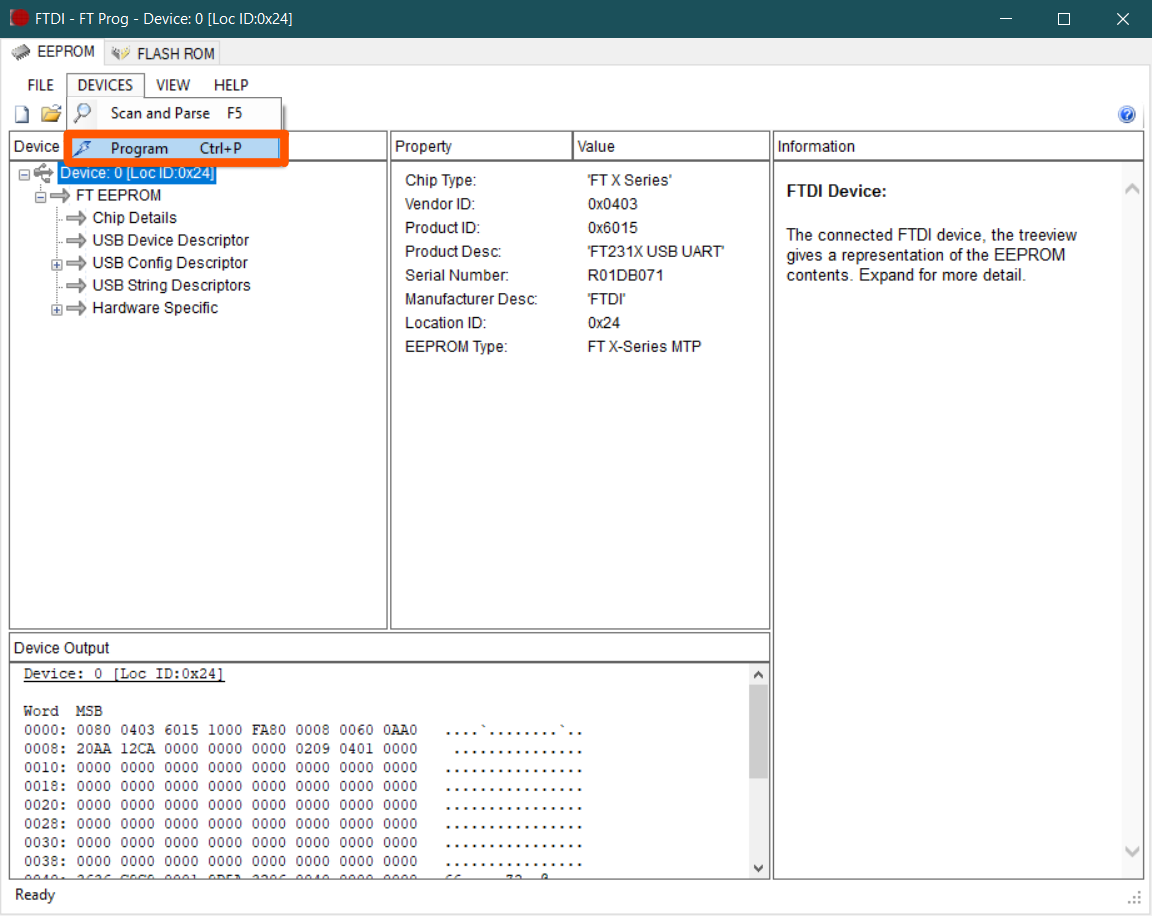 FTDI - FT Prog - Device: 0 [Loc ID:0x24]
EEPROM FLASH ROM
FILE DEVICES VIEW HELP
Scan and Parse F5
Program Ctrl+P
Device
Device: 0 [Loc ID:0x24]
FT EEPROM
Chip Details
USB Device Descriptor
USB Config Descriptor
USB String Descriptors
Hardware Specific
Property Value
Chip Type: 'FT X Series'
Vendor ID: 0x0403
Product ID: 0x6015
Product Desc: 'FT231X USB UART'
Serial Number: R01DB071
Manufacturer Desc: 'FTDI'
Location ID: 0x24
EEPROM Type: FT X-Series MTP
Information
FTDI Device:
The connected FTDI device, the treeview
gives a representation of the EEPROM
contents. Expand for more detail.
Device Output
Device: 0 [Loc ID:0x24]
Word MSB
0000: 0080 0403 6015 1000 FA80 0008 0060 0AA0 ....`........`..
0008: 20AA 12CA 0000 0000 0000 0209 0401 0000 ...............
0010: 0000 0000 0000 0000 0000 0000 0000 0000 ................
0018: 0000 0000 0000 0000 0000 0000 0000 0000 ................
0020: 0000 0000 0000 0000 0000 0000 0000 0000 ................
0028: 0000 0000 0000 0000 0000 0000 0000 0000 ................
0030: 0000 0000 0000 0000 0000 0000 0000 0000 ................
0038: 0000 0000 0000 0000 0000 0000 0000 0000 ................
Ready